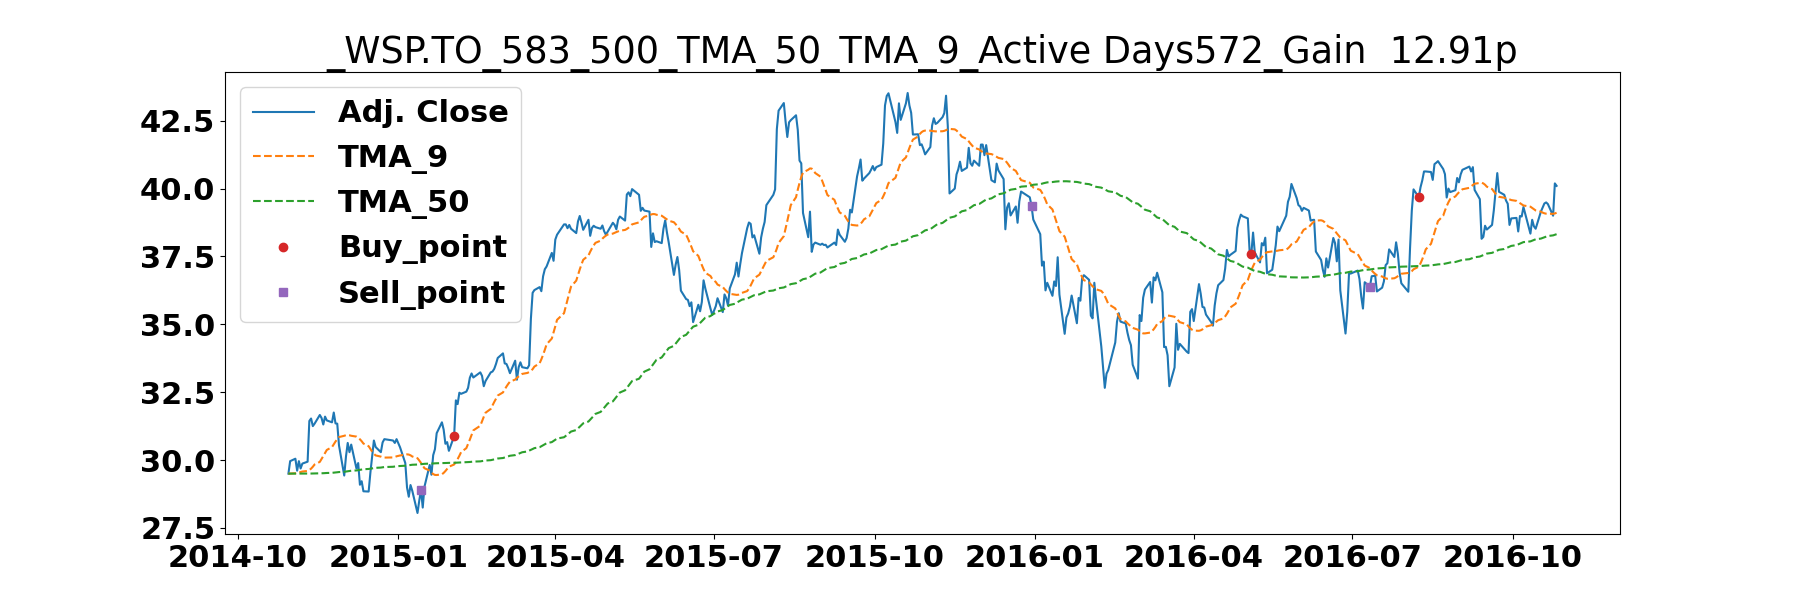 _WSP.TO_583_500_TMA_50_TMA_9_Active Days572_Gain  12.91p
Adj. Close
TMA_9
TMA_50
Buy_point
Sell_point
42.5
40.0
37.5
35.0
32.5
30.0
27.5
2014-10 2015-01 2015-04 2015-07 2015-10 2016-01 2016-04 2016-07 2016-10